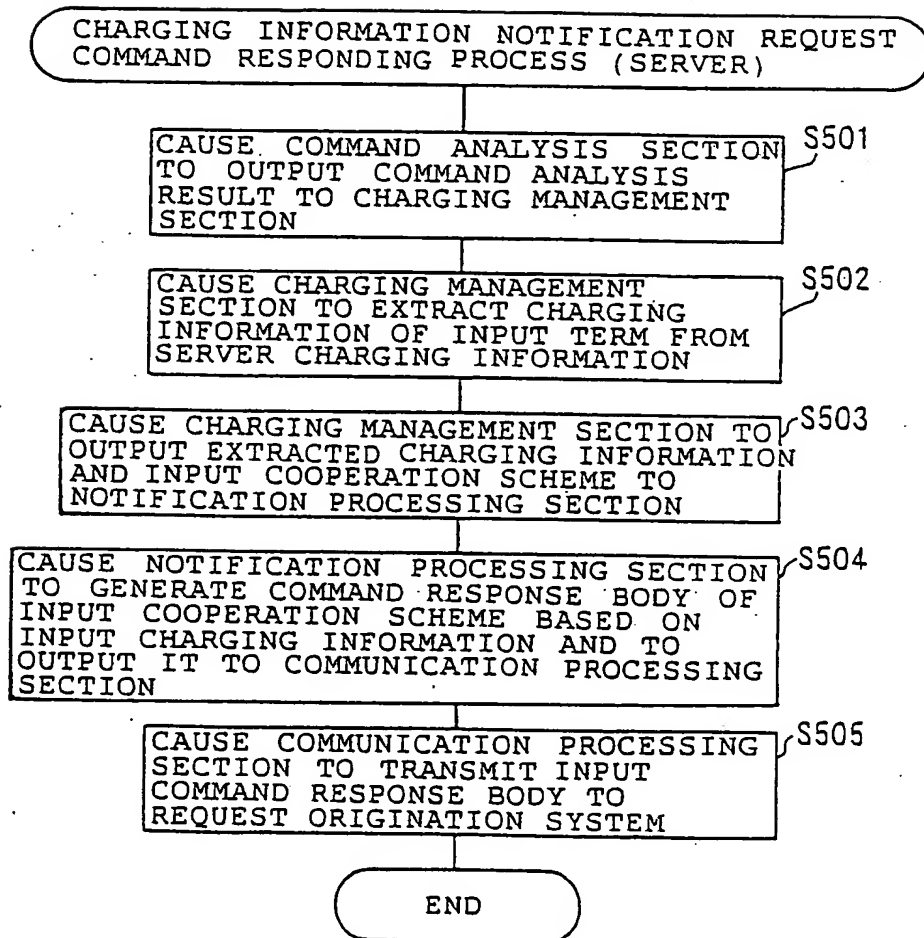 CHARGING INFORMATION NOTIFICATION REQUEST
COMMAND RESPONDING PROCESS (SERVER)
S501
CAUSE COMMAND ANALYSIS SECTION
TO OUTPUT COMMAND ANALYSIS
RESULT TO CHARGING MANAGEMENT
SECTION
S502
CAUSE CHARGING MANAGEMENT
SECTION TO EXTRACT CHARGING
INFORMATION OF INPUT TERM FROM
SERVER CHARGING INFORMATION
S503
CAUSE CHARGING MANAGEMENT SECTION TO
OUTPUT EXTRACTED CHARGING INFORMATION
AND INPUT COOPERATION SCHEME TO
NOTIFICATION PROCESSING SECTION
S504
CAUSE NOTIFICATION PROCESSING SECTION
TO GENERATE COMMAND RESPONSE BODY OF
INPUT COOPERATION SCHEME BASED ON
INPUT CHARGING INFORMATION AND TO
OUTPUT IT TO COMMUNICATION PROCESSING
SECTION
S505
CAUSE COMMUNICATION PROCESSING
SECTION TO TRANSMIT INPUT
COMMAND RESPONSE BODY TO
REQUEST ORIGINATION SYSTEM
END